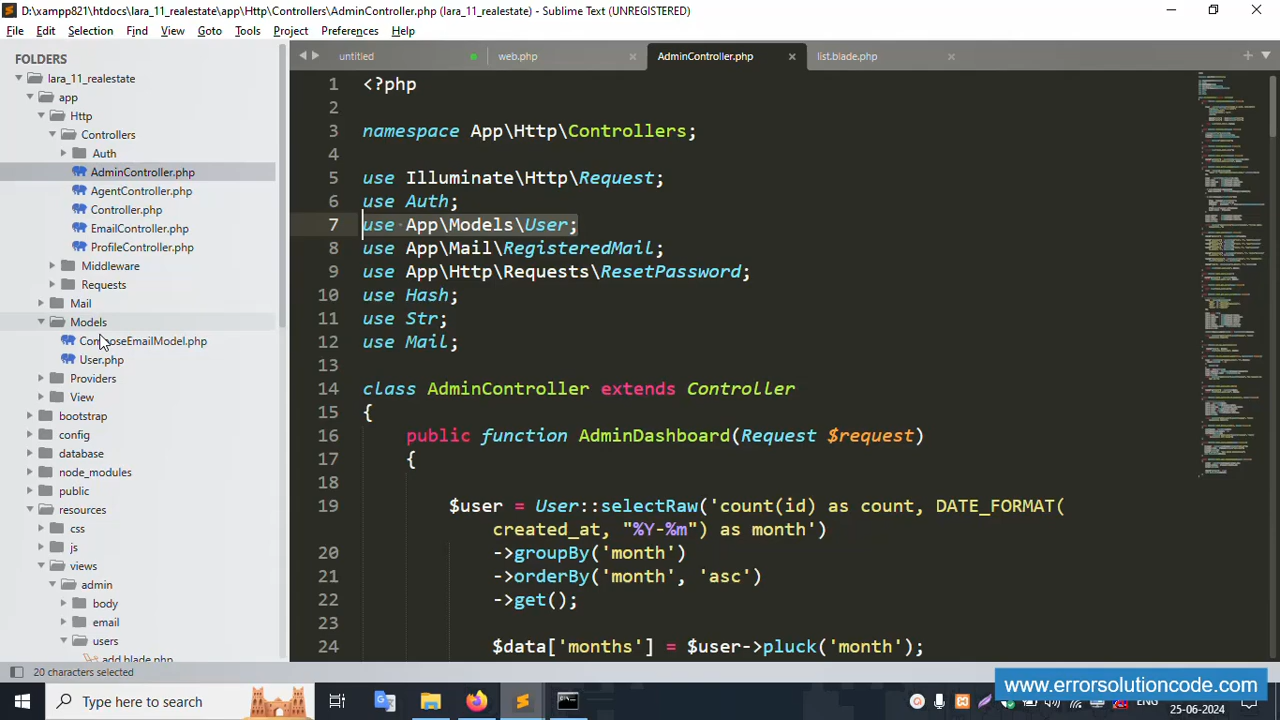 D:\xampp821\htdocs\lara_11_realestate\app\Http\Controllers\AdminController.php (lara_11_realestate) - Sublime Text (UNREGISTERED)
File Edit Selection Find View Goto Tools Project Preferences Help
FOLDERS
lara_11_realestate
app
Http
Controllers
Auth
AdminController.php
AgentController.php
Controller.php
EmailController.php
ProfileController.php
Middleware
Requests
Mail
Models
ComposeEmailModel.php
User.php
Providers
View
bootstrap
config
database
node_modules
public
resources
css
js
views
admin
body
email
users
add.blade.php
untitled web.php AdminController.php list.blade.php
1 <?php
2
3 namespace App\Http\Controllers;
4
5 use Illuminate\Http\Request;
6 use Auth;
7 use App\Models\User;
8 use App\Mail\RegisteredMail;
9 use App\Http\Requests\ResetPassword;
10 use Hash;
11 use Str;
12 use Mail;
13
14 class AdminController extends Controller
15 {
16 public function AdminDashboard(Request $request)
17 {
18
19 $user = User::selectRaw('count(id) as count, DATE_FORMAT(
created_at, "%Y-%m") as month')
20 ->groupBy('month')
21 ->orderBy('month', 'asc')
22 ->get();
23
24 $data['months'] = $user->pluck('month');
20 characters selected
www.errorsolutioncode.com
Type here to search
ENG
25-06-2024